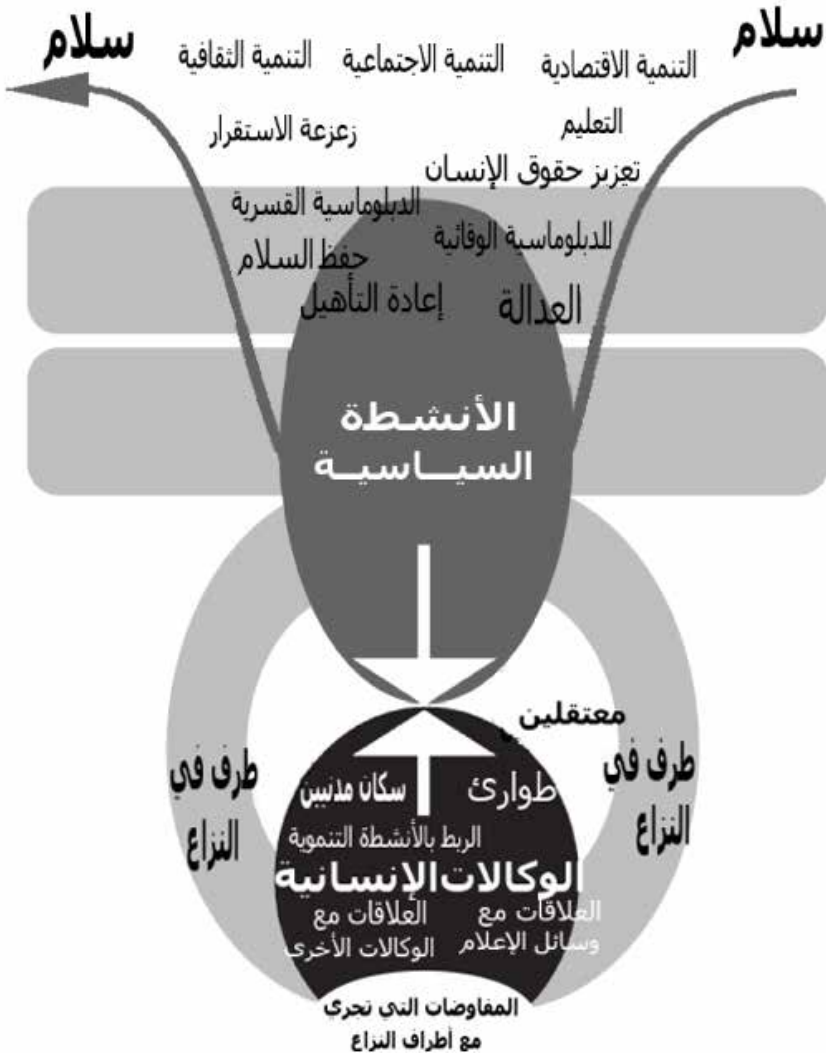 سلام
سلام
التنمية الاقتصادية
التنمية الاجتماعية
التنمية الثقافية
التعليم
زعزعة الاستقرار
تعزيز حقوق الإنسان
الدبلوماسية القسرية
للدبلوماسية الوقائية
حفظ السلام
العدالة
إعادة التأهيل
الأنشطة
السياسية
معتقلين
طرف في
النزاع
طرف في
النزاع
طوارئ
سكان مدنيين
الربط بالأنشطة التنموية
الوكالات الإنسانية
العلاقات مع
وسائل الإعلام
العلاقات مع
الوكالات الأخرى
المفاوضات التي تجرى
مع أطراف النزاع